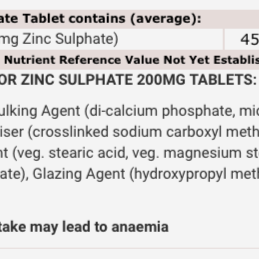 ate Tablet contains (average):
mg Zinc Sulphate) 45
Nutrient Reference Value Not Yet Establis
OR ZINC SULPHATE 200MG TABLETS:
ulking Agent (di-calcium phosphate, mic
iser (crosslinked sodium carboxyl meth
nt (veg. stearic acid, veg. magnesium st
ate), Glazing Agent (hydroxypropyl meth
take may lead to anaemia